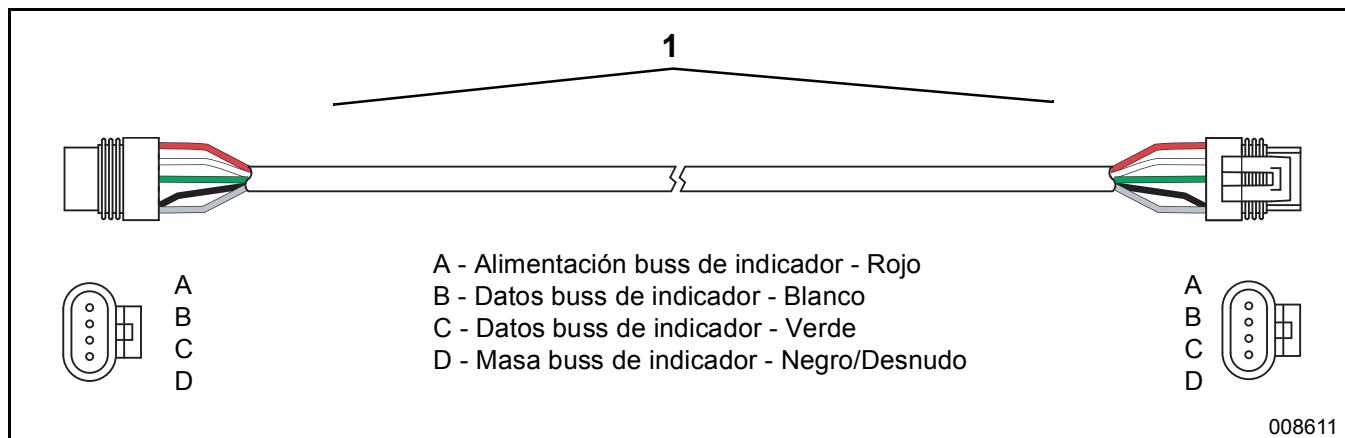 1
A - Alimentación buss de indicador - Rojo
B - Datos buss de indicador - Blanco
C - Datos buss de indicador - Verde
D - Masa buss de indicador - Negro/Desnudo
A
B
C
D
A
B
C
D
008611